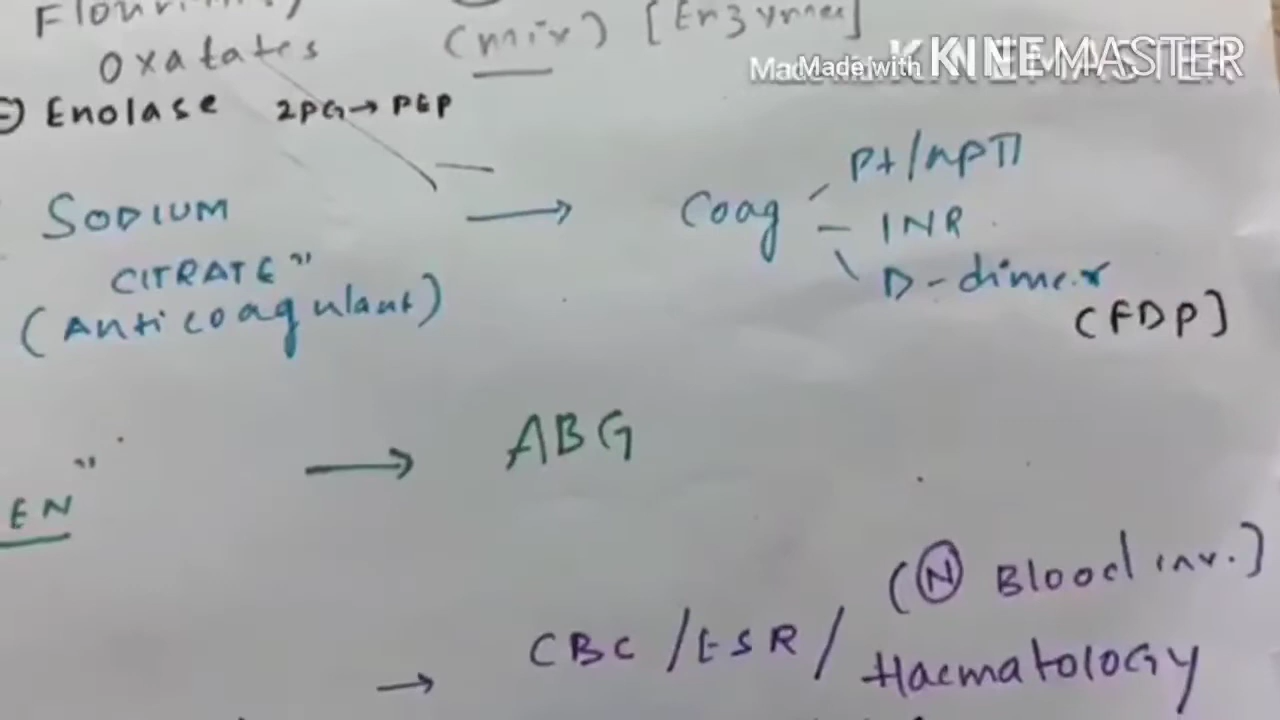 oxatates
(mix) [Enzymes]
Made with KINEMASTER
Enolase 2PG→ PEP
SODIUM → Coag
Pt/apTT
INR
D-dimer
(FDP]
CITRATE"
(Anticoagulant)
EN" → ABG
(N Blood inv.]
→ CBC /ESR/ Haematology